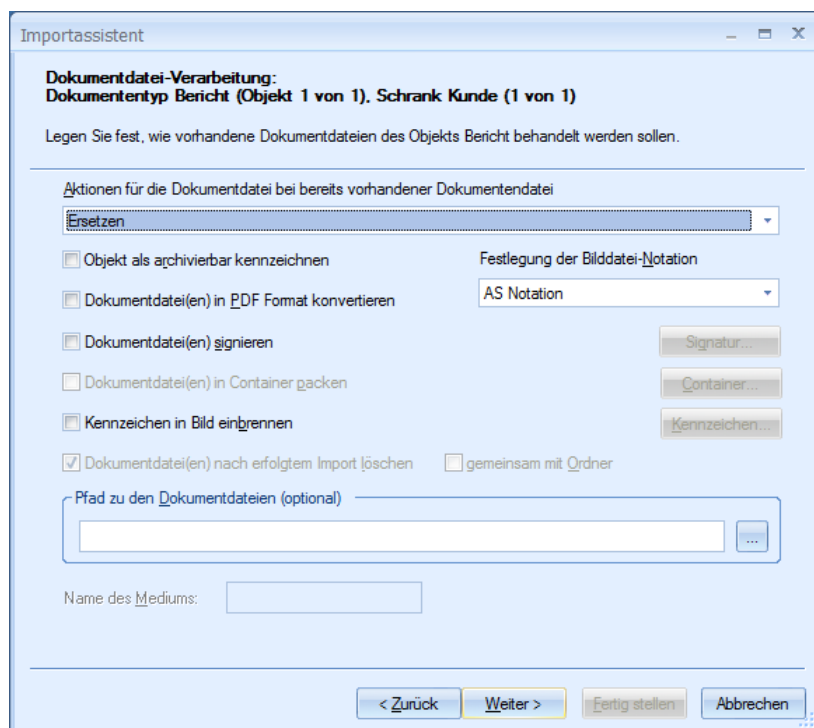 Importassistent
Dokumentdatei-Verarbeitung:
Dokumententyp Bericht (Objekt 1 von 1), Schrank Kunde (1 von 1)
Legen Sie fest, wie vorhandene Dokumentdateien des Objekts Bericht behandelt werden sollen.
Aktionen für die Dokumentdatei bei bereits vorhandener Dokumentendatei
Ersetzen
Objekt als archivierbar kennzeichnen
Festlegung der Bilddatei-Notation
Dokumentdatei(en) in PDF Format konvertieren
AS Notation
Dokumentdatei(en) signieren
Signatur...
Dokumentdatei(en) in Container packen
Container...
Kennzeichen in Bild einbrennen
Kennzeichen...
Dokumentdatei(en) nach erfolgtem Import löschen
gemeinsam mit Ordner
Pfad zu den Dokumentdateien (optional)
...
Name des Mediums:
< Zurück
Weiter >
Fertig stellen
Abbrechen